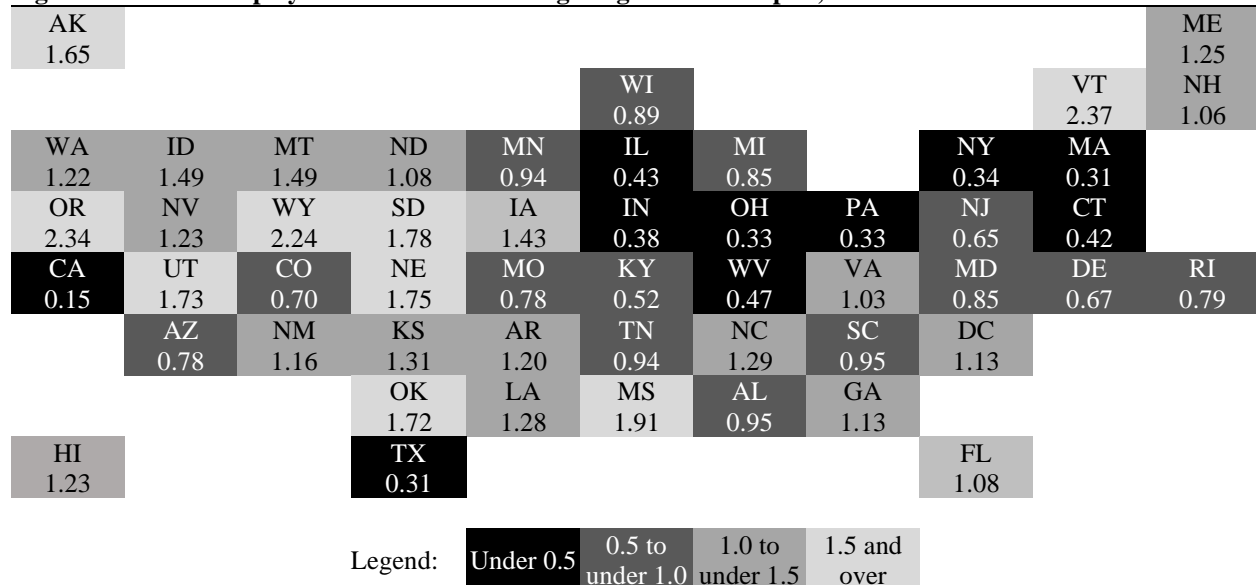 AK ME
1.65 1.25
WI VT NH
0.89 2.37 1.06
WA ID MT ND MN IL MI NY MA
1.22 1.49 1.49 1.08 0.94 0.43 0.85 0.34 0.31
OR NV WY SD IA IN OH PA NJ CT
2.34 1.23 2.24 1.78 1.43 0.38 0.33 0.33 0.65 0.42
CA UT CO NE MO KY WV VA MD DE RI
0.15 1.73 0.70 1.75 0.78 0.52 0.47 1.03 0.85 0.67 0.79
AZ NM KS AR TN NC SC DC
0.78 1.16 1.31 1.20 0.94 1.29 0.95 1.13
OK LA MS AL GA
1.72 1.28 1.91 0.95 1.13
HI TX FL
1.23 0.31 1.08
Legend: Under 0.5 0.5 to under 1.0 1.0 to under 1.5 1.5 and over